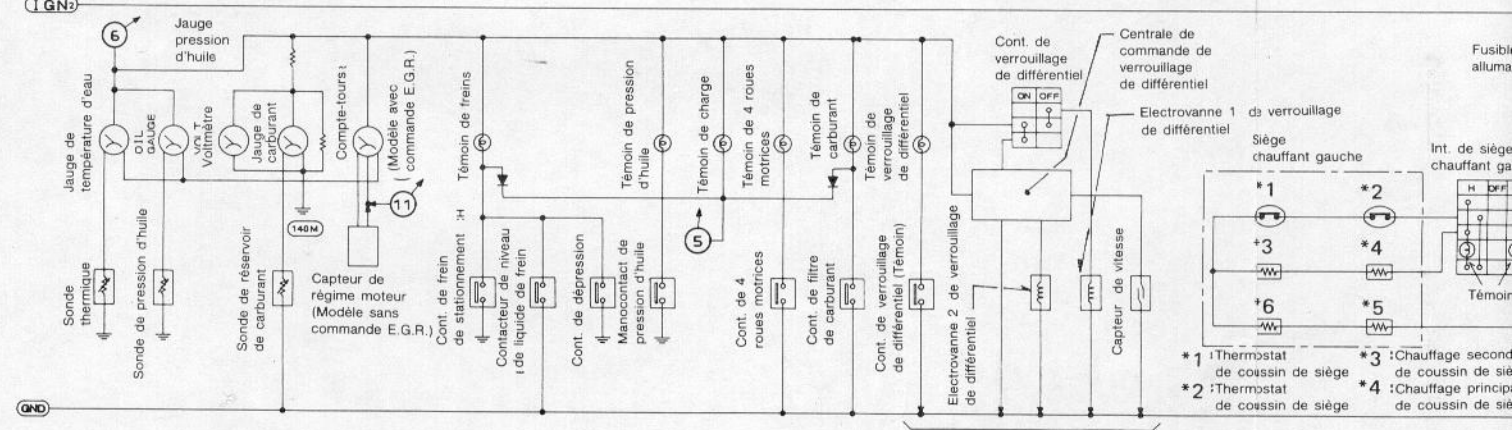 IGN2
6
Jauge
pression
d'huile
Jauge de
température d'eau
OIL
GAUGE
VOLT
Voltmètre
Jauge de
carburant
Compte-tours
(Modèle avec
commande E.G.R.)
Témoin de freins
Témoin de pression
d'huile
Témoin de charge
Témoin de 4 roues
motrices
Témoin de
carburant
Témoin de
verrouillage
de différentiel
Cont. de
verrouillage
de différentiel
ON OFF
Centrale de
commande de
verrouillage
de différentiel
Electrovanne 1 de verrouillage
de différentiel
Siège
chauffant gauche
Fusible
alluma
Int. de siège
chauffant ga
H OFF
*1
*2
*3
*4
*6
*5
Témoin
11
140M
5
Sonde
thermique
Sonde de pression d'huile
Sonde de réservoir
de carburant
Capteur de
régime moteur
(Modèle sans
commande E.G.R.)
Cont. de frein
de stationnement :H
Contacteur de niveau
de liquide de frein
Cont. de dépression
Manocontact de
pression d'huile
Cont. de 4
roues motrices
Cont. de filtre
de carburant
Cont. de verrouillage
de différentiel (Témoin)
Electrovanne 2 de verrouillage
de différentiel
Capteur de vitesse
*1 :Thermostat
de coussin de siège
*2 :Thermostat
de coussin de siège
*3 :Chauffage second
de coussin de siè
*4 :Chauffage principa
de coussin de siè
GND